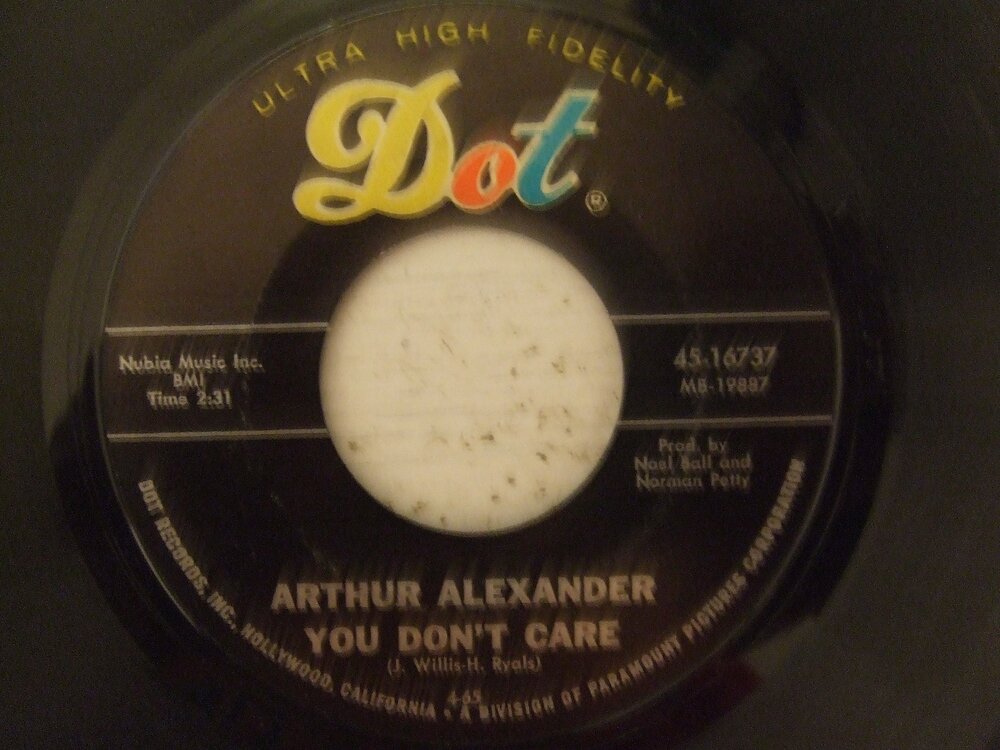 ULTRA HIGH FIDELITY
Dot
®
Nubia Music Inc.
BMI
Time 2:31
45-16737
MB-19887
Prod. by
Noel Ball and
Norman Petty
ARTHUR ALEXANDER
YOU DON'T CARE
(J. Willis-H. Ryals)
4-65
DOT RECORDS, INC., HOLLYWOOD, CALIFORNIA • A DIVISION OF PARAMOUNT PICTURES CORPORATION